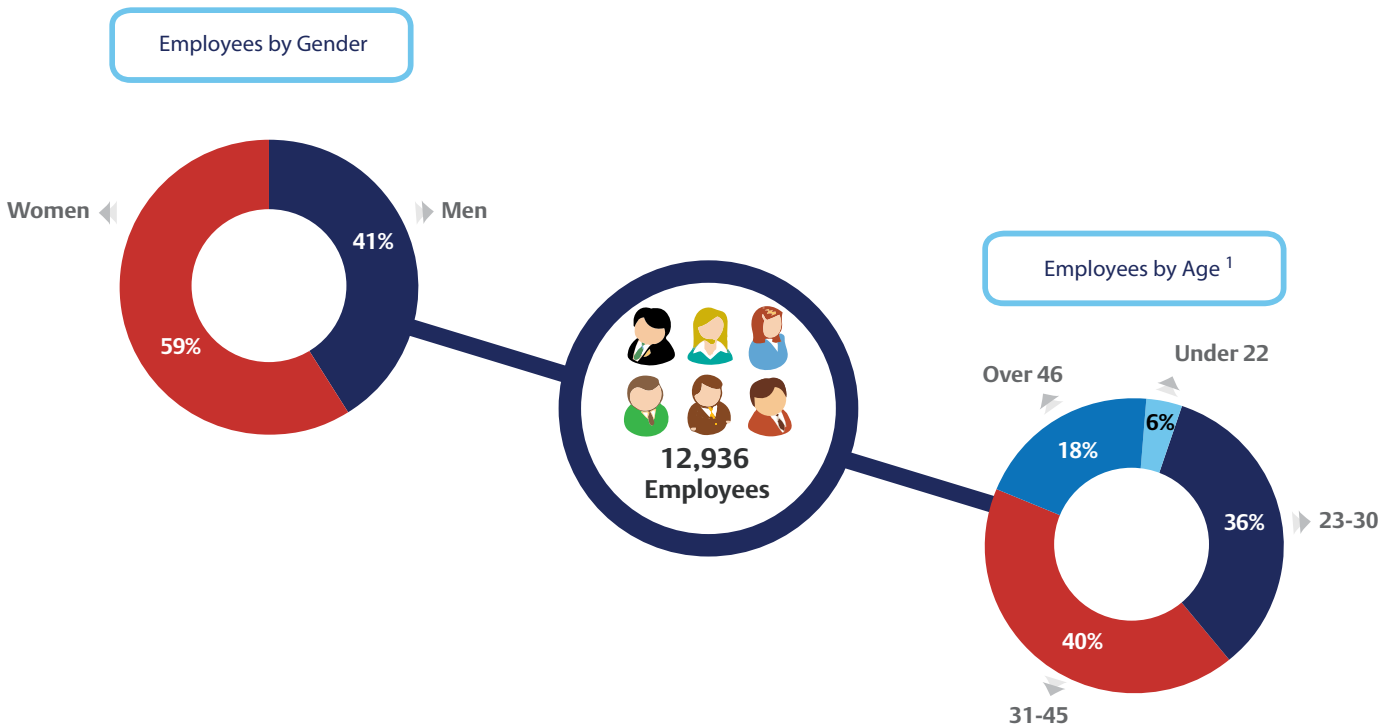 Employees by Gender
Women
Men
41%
59%
12,936
Employees
Employees by Age 1
Under 22
Over 46
6%
18%
36%
23-30
40%
31-45